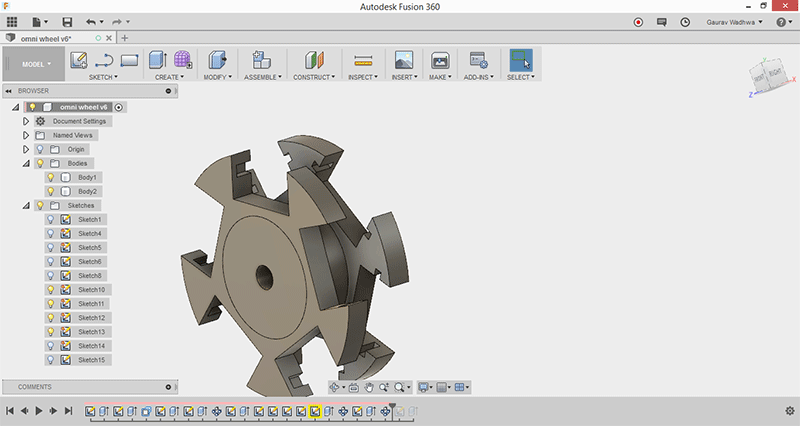 Autodesk Fusion 360
Gaurav Wadhwa
omni wheel v6*
MODEL
SKETCH
CREATE
MODIFY
ASSEMBLE
CONSTRUCT
INSPECT
INSERT
MAKE
ADD-INS
SELECT
BROWSER
omni wheel v6
Document Settings
Named Views
Origin
Bodies
Body1
Body2
Sketches
Sketch1
Sketch4
Sketch5
Sketch6
Sketch8
Sketch10
Sketch11
Sketch12
Sketch13
Sketch14
Sketch15
RIGHT
X
Z
COMMENTS